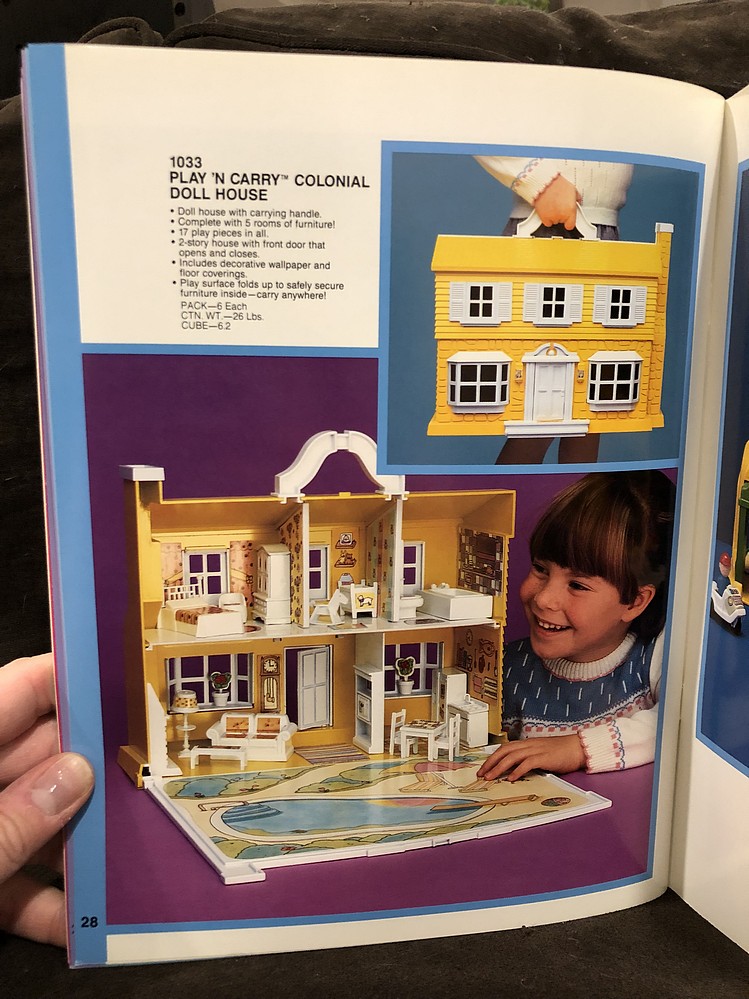 1033
PLAY 'N CARRY™ COLONIAL
DOLL HOUSE
• Doll house with carrying handle.
• Complete with 5 rooms of furniture!
• 17 play pieces in all.
• 2-story house with front door that
opens and closes.
• Includes decorative wallpaper and
floor coverings.
• Play surface folds up to safely secure
furniture inside—carry anywhere!
PACK—6 Each
CTN. WT.—26 Lbs.
CUBE—6.2
28